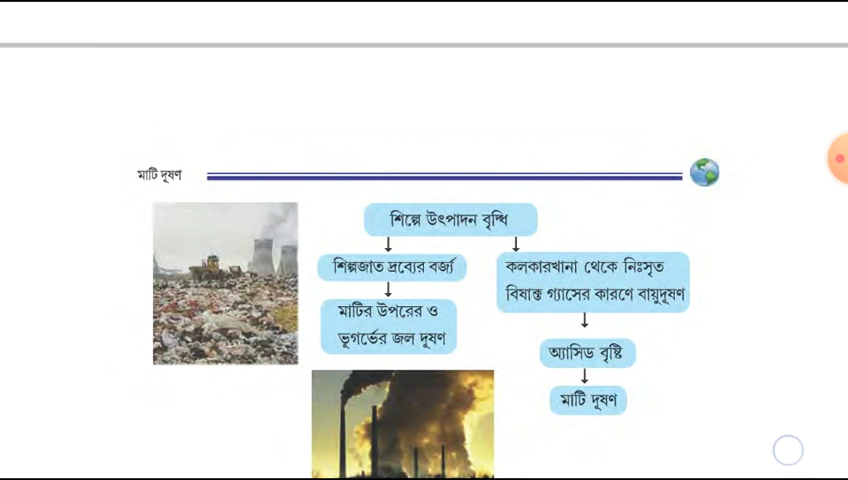 মাটি দূষণ
শিল্পে উৎপাদন বৃদ্ধি
শিল্পজাত দ্রব্যের বর্জ্য
মাটির উপরের ও
ভূগর্ভের জল দূষণ
কলকারখানা থেকে নিঃসৃত
বিষাক্ত গ্যাসের কারণে বায়ুদূষণ
অ্যাসিড বৃষ্টি
মাটি দূষণ